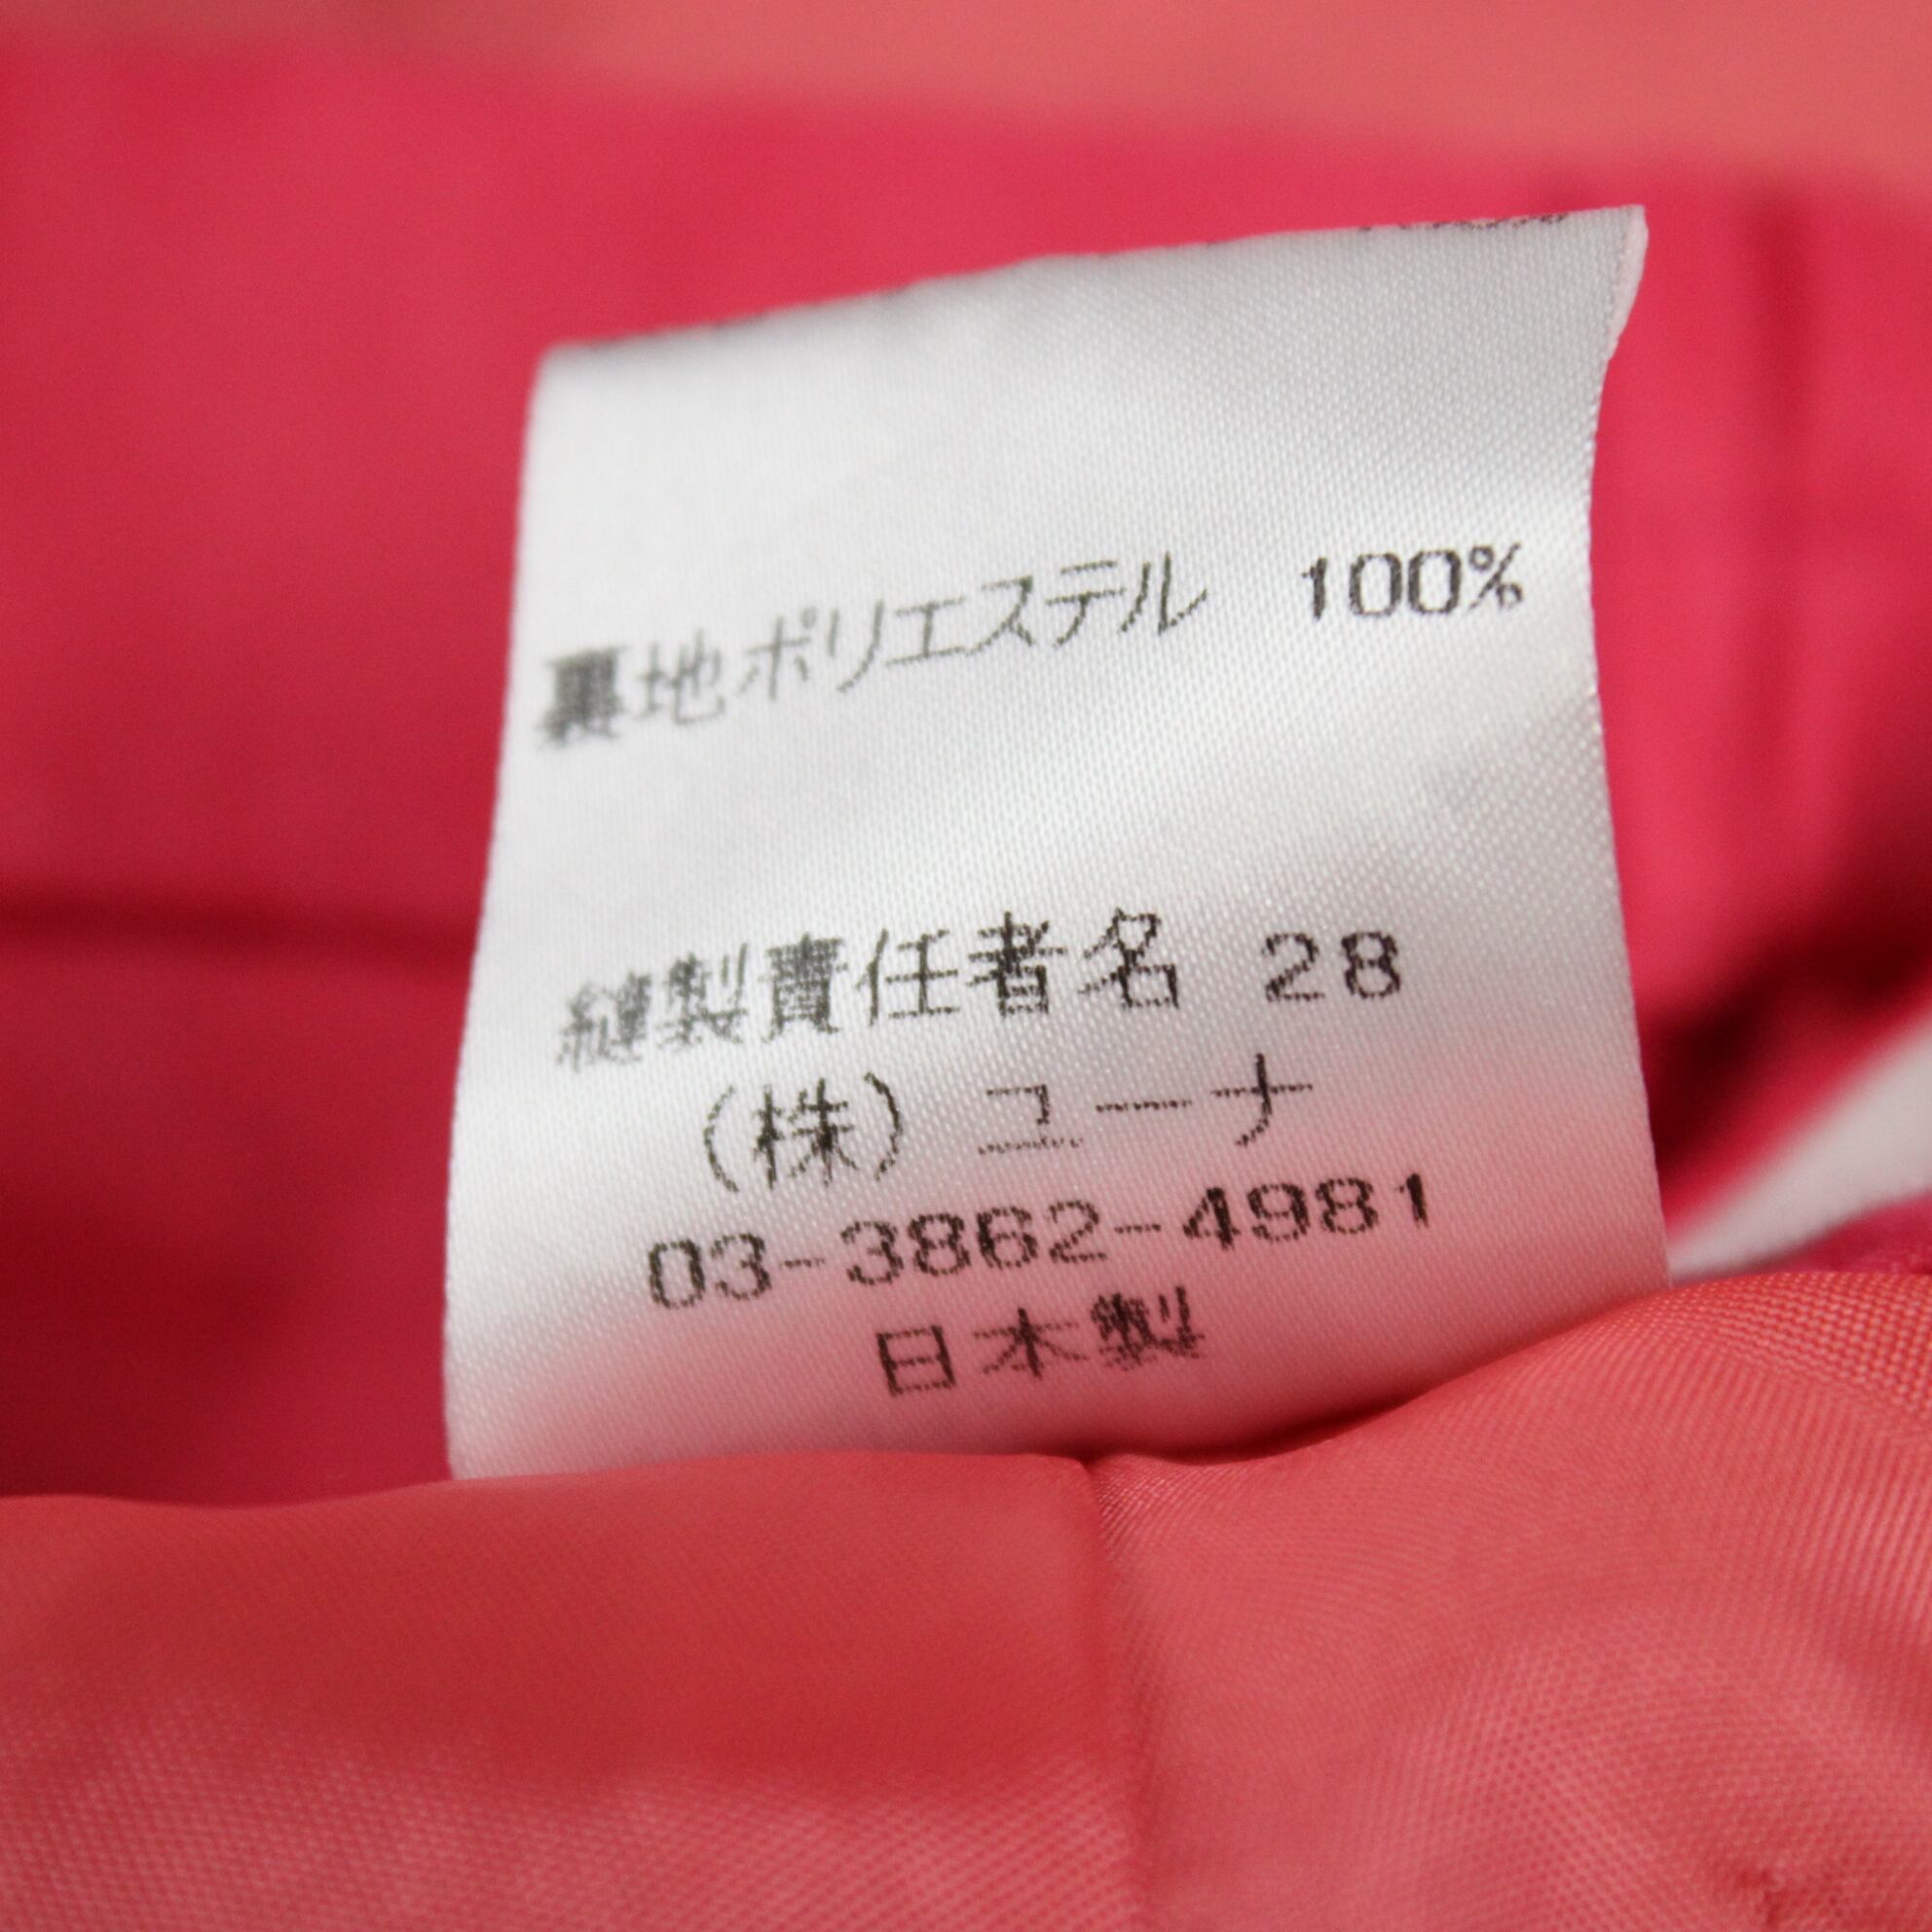 裏地ポリエステル 100%
縫製責任者名 28
(株) ユーナ
03-3862-4981
日本製